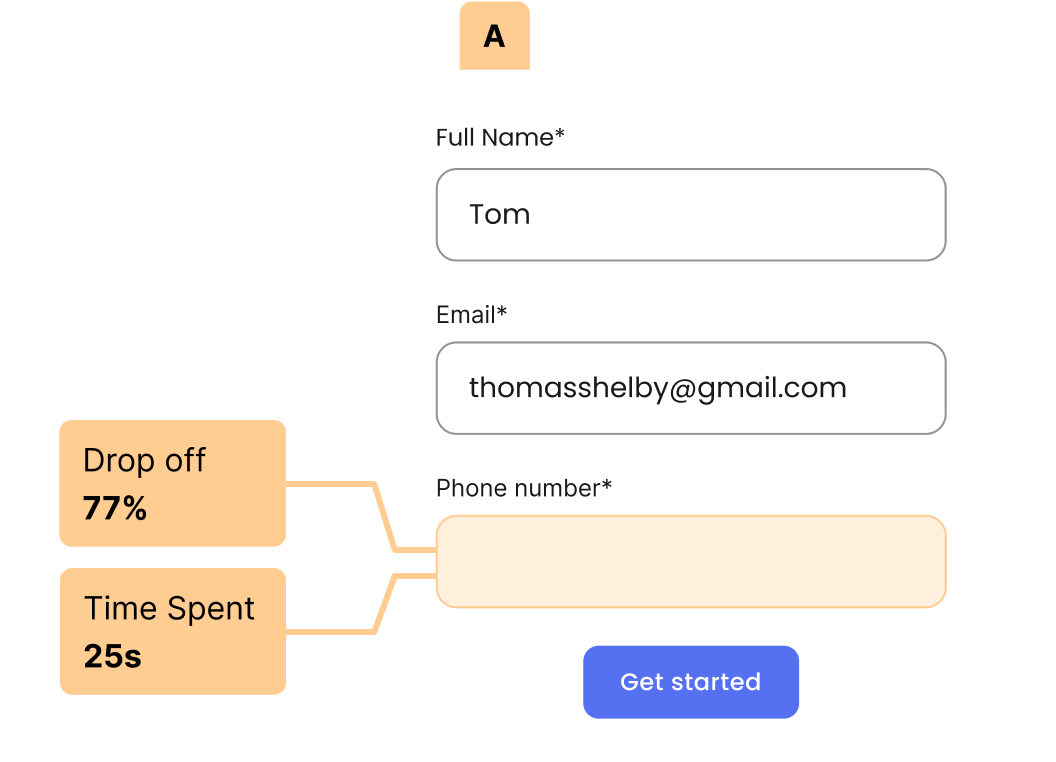 A
Full Name*
Tom
Email*
thomasshelby@gmail.com
Drop off
77%
Phone number*
Time Spent
25s
Get started